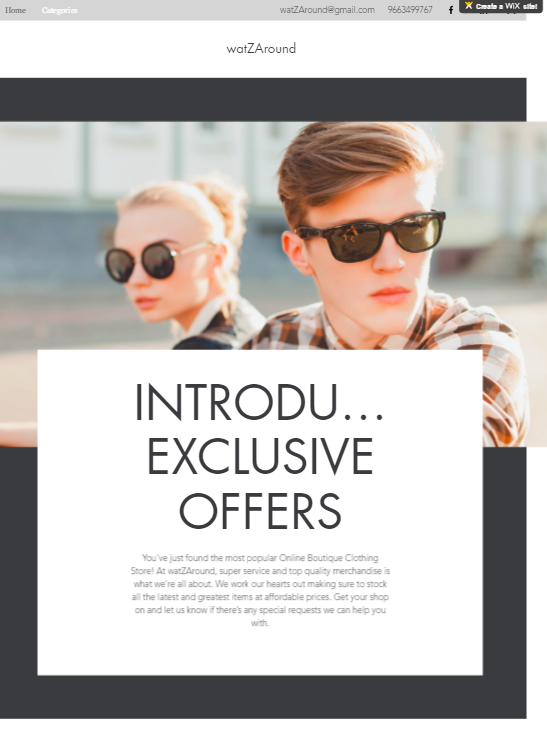 Home Categories watZAround@gmail.com 9663499767 Create a WiX site!
watZAround
INTRODU...
EXCLUSIVE
OFFERS
You've just found the most popular Online Boutique Clothing
Store! At watZAround, super service and top quality merchandise is
what we're all about. We work our hearts out making sure to stock
all the latest and greatest items at affordable prices. Get your shop
on and let us know if there's any special requests we can help you
with.